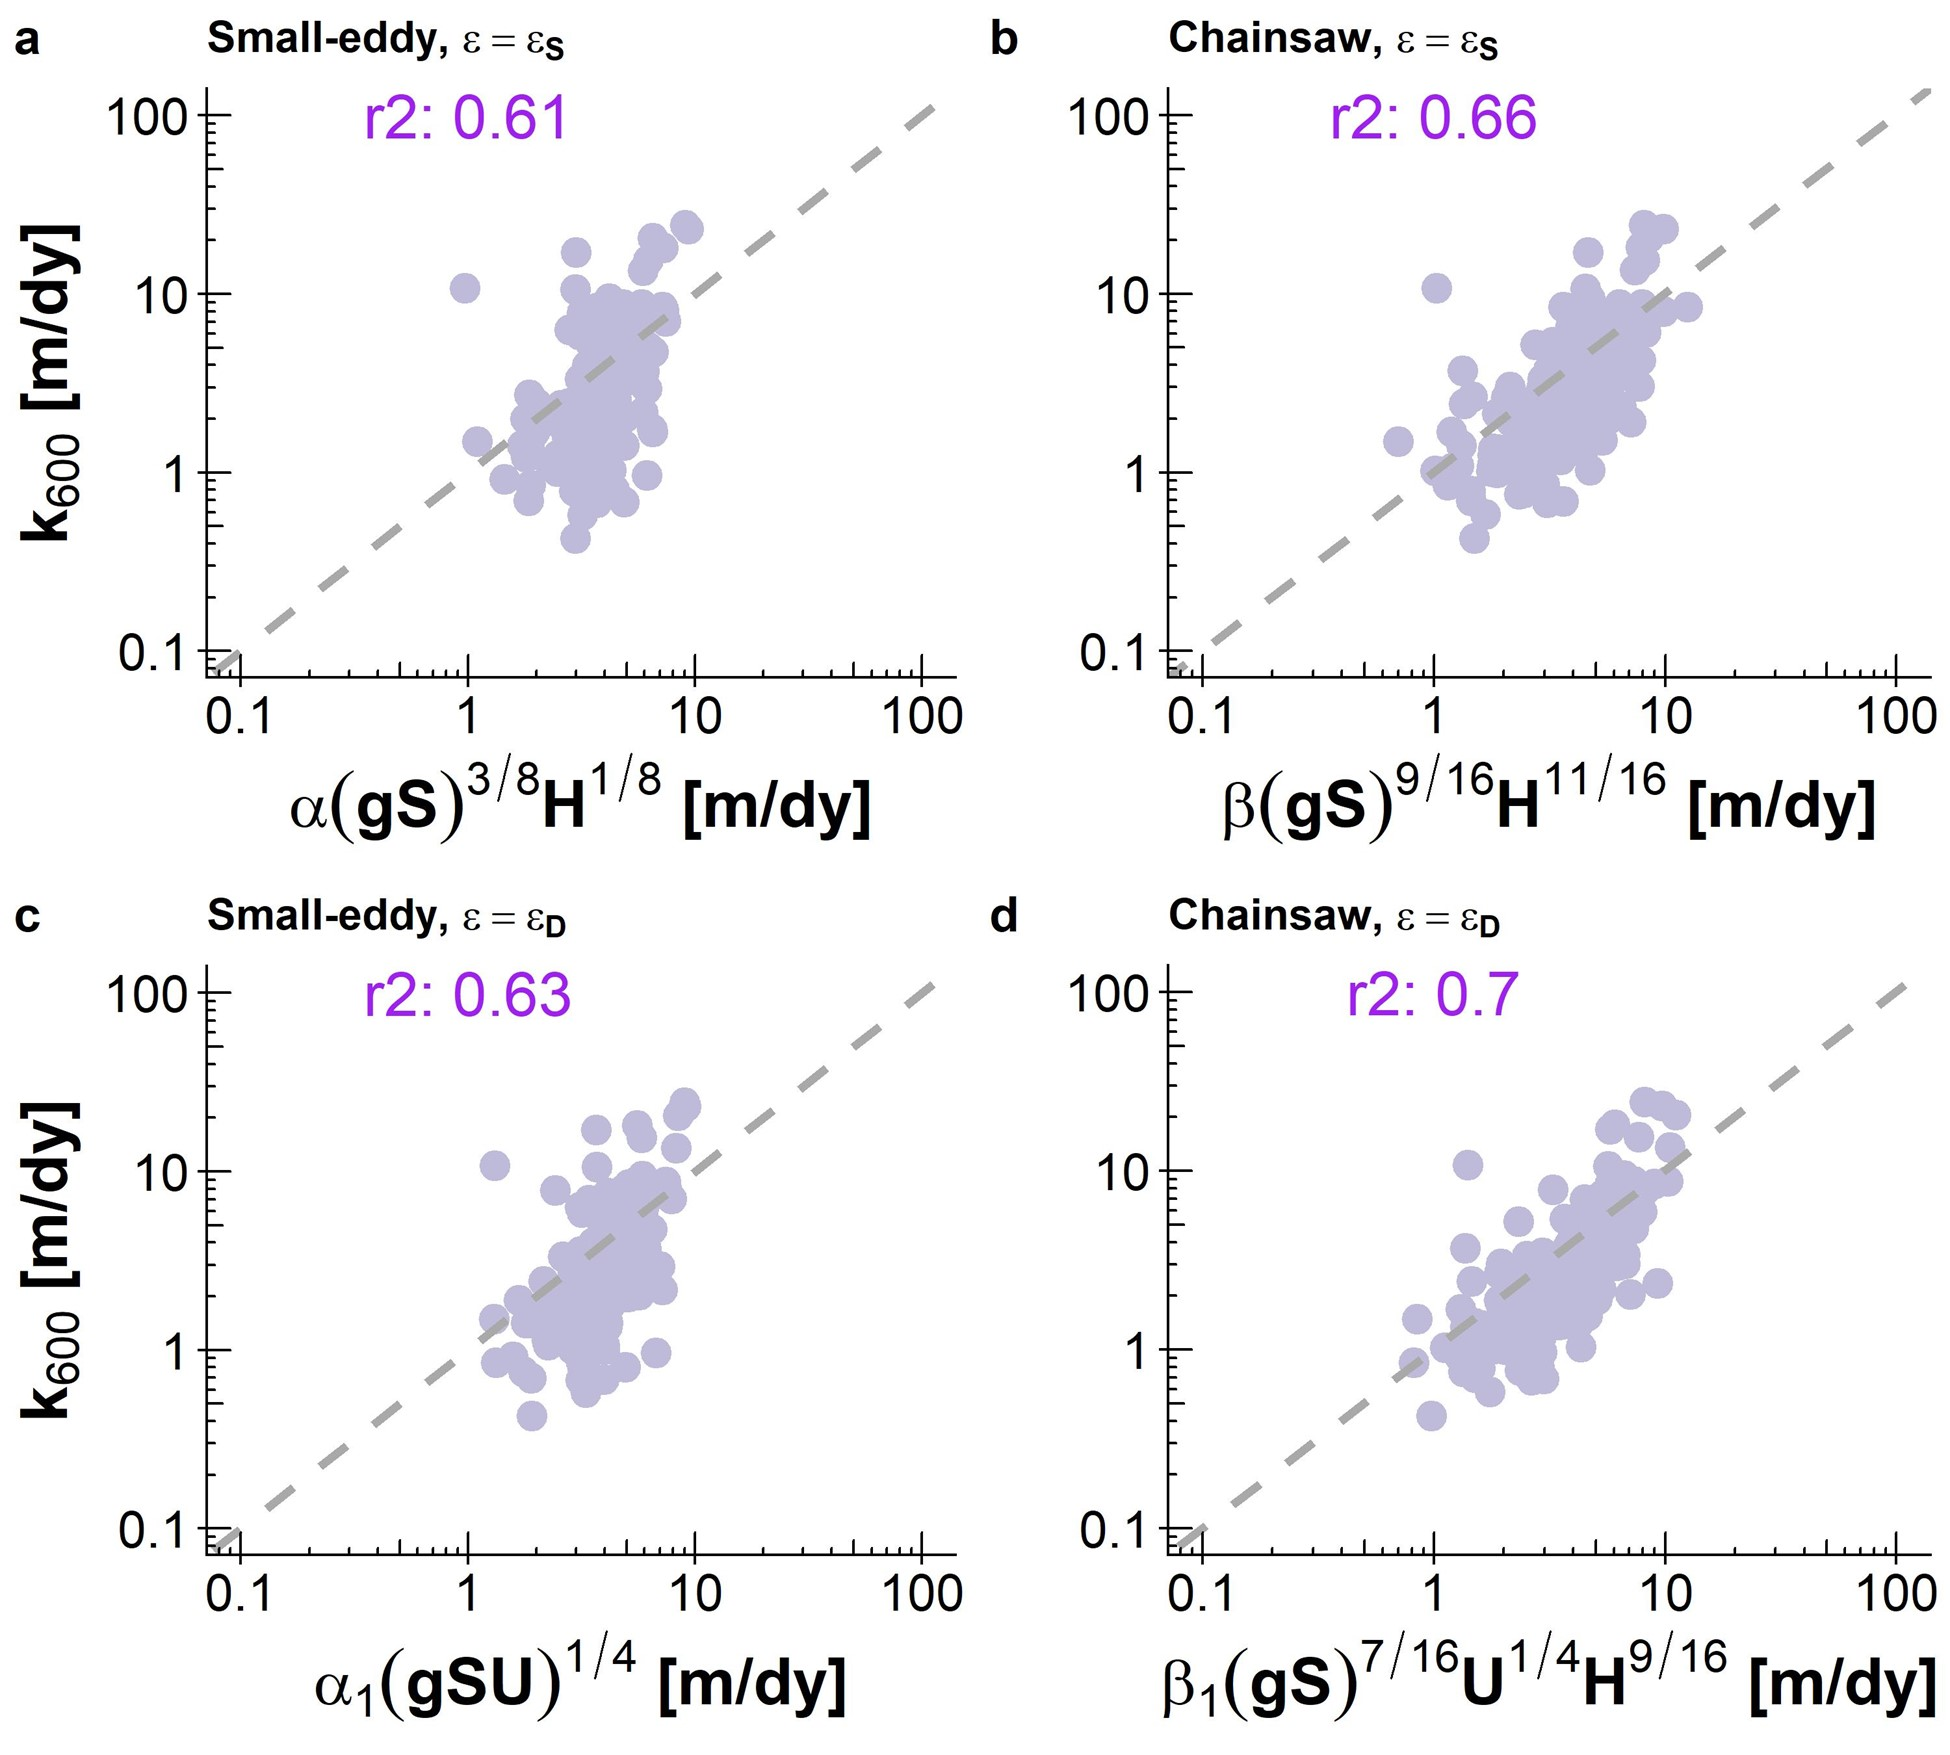 a Small-eddy, ε = εS
r2: 0.61
k600 [m/dy]
100
10
1
0.1
0.1 1 10 100
α(gS)3/8H1/8 [m/dy]
b Chainsaw, ε = εS
r2: 0.66
100
10
1
0.1
0.1 1 10 100
β(gS)9/16H11/16 [m/dy]
c Small-eddy, ε = εD
r2: 0.63
k600 [m/dy]
100
10
1
0.1
0.1 1 10 100
α1(gSU)1/4 [m/dy]
d Chainsaw, ε = εD
r2: 0.7
100
10
1
0.1
0.1 1 10 100
β1(gS)7/16U1/4H9/16 [m/dy]